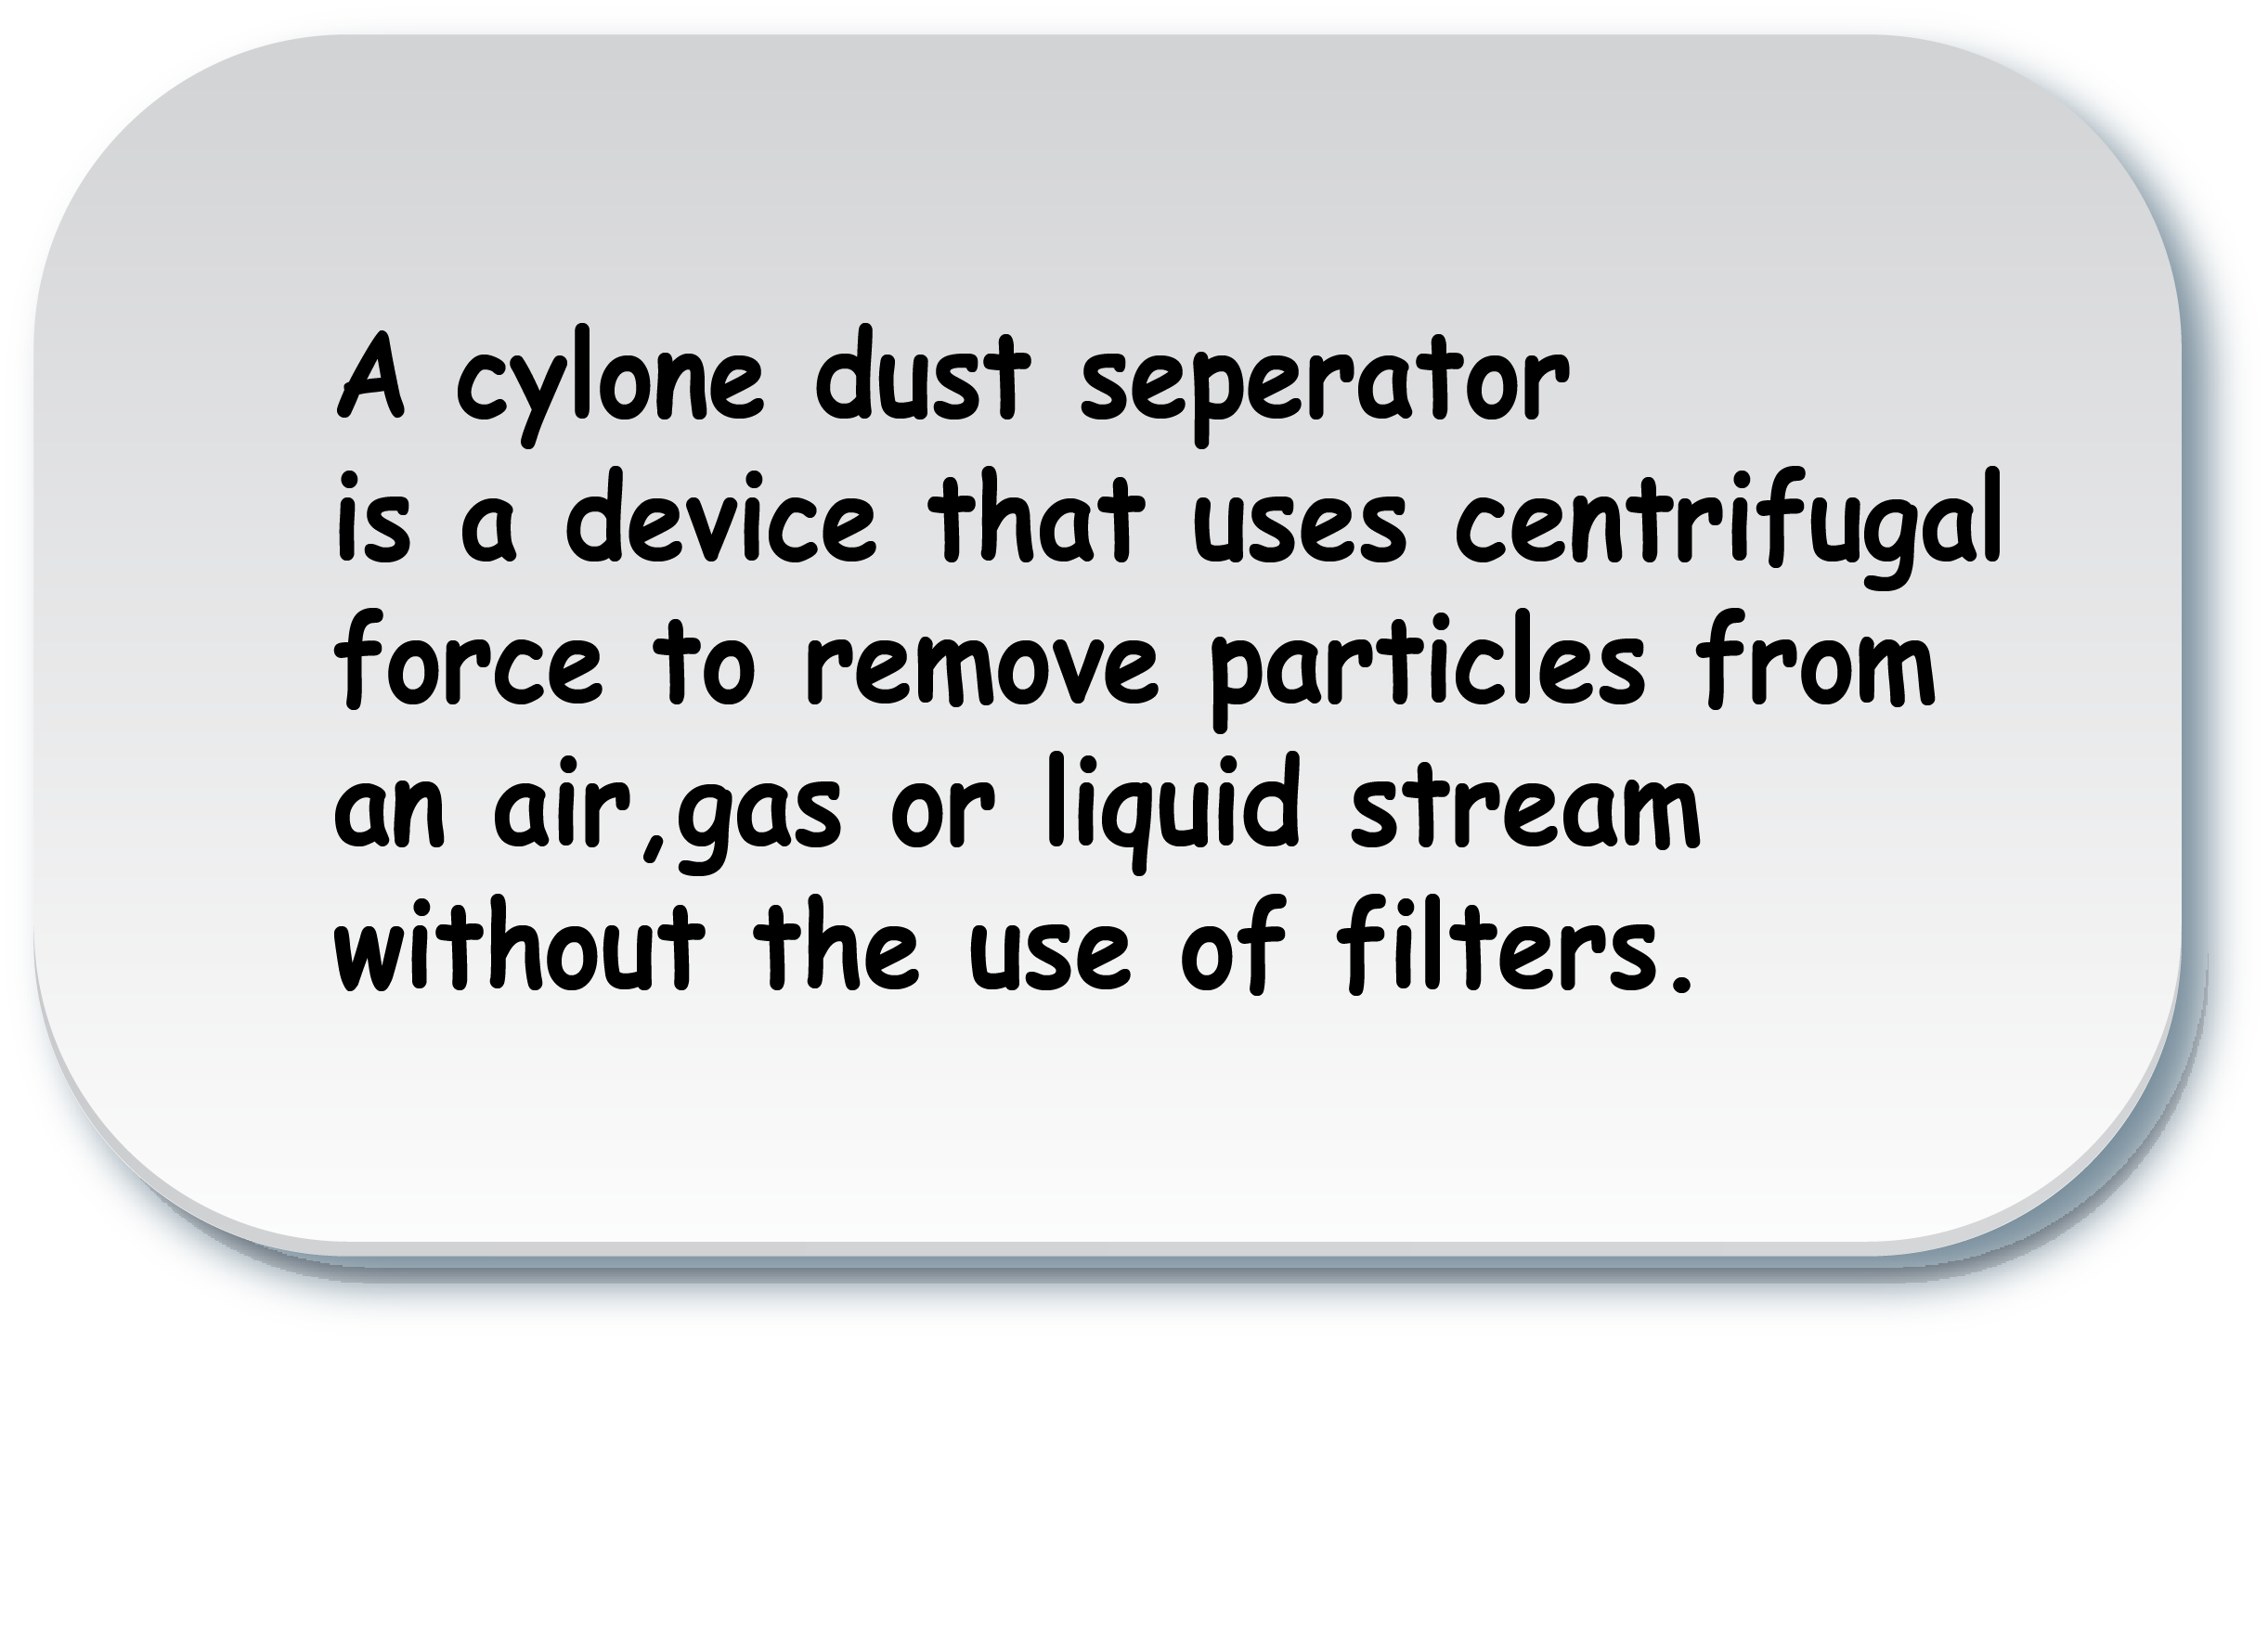 A cylone dust seperator
is a device that uses centrifugal
force to remove particles from
an air,gas or liquid stream
without the use of filters.